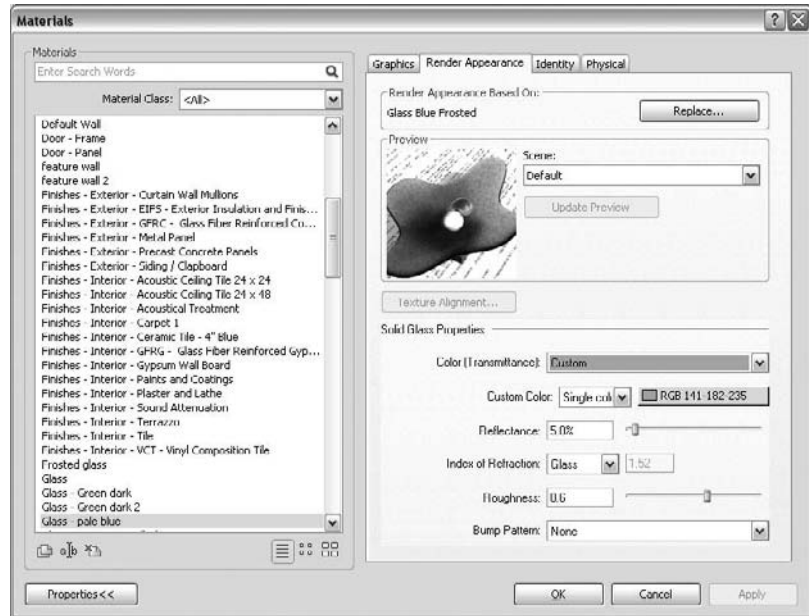 Materials
Materials
Enter Search Words
Material Class: <All>
Default Wall
Door - Frame
Door - Panel
feature wall
feature wall 2
Finishes - Exterior - Curtain Wall Mullions
Finishes - Exterior - EIFS - Exterior Insulation and Finis...
Finishes - Exterior - GFRC - Glass Fiber Reinforced Co...
Finishes - Exterior - Metal Panel
Finishes - Exterior - Precast Concrete Panels
Finishes - Exterior - Siding / Clapboard
Finishes - Interior - Acoustic Ceiling Tile 24 x 24
Finishes - Interior - Acoustic Ceiling Tile 24 x 48
Finishes - Interior - Acoustical Treatment
Finishes - Interior - Carpet 1
Finishes - Interior - Ceramic Tile - 4" Blue
Finishes - Interior - GFRG - Glass Fiber Reinforced Gyp...
Finishes - Interior - Gypsum Wall Board
Finishes - Interior - Paints and Coatings
Finishes - Interior - Plaster and Lathe
Finishes - Interior - Sound Attenuation
Finishes - Interior - Terrazzo
Finishes - Interior - Tile
Finishes - Interior - VCT - Vinyl Composition Tile
Frosted glass
Glass
Glass - Green dark
Glass - Green dark 2
Glass - pale blue
Properties<<
Graphics Render Appearance Identity Physical
Render Appearance Based On:
Glass Blue Frosted Replace...
Preview
Scene:
Default
Update Preview
Texture Alignment...
Solid Glass Properties
Color (Transmittance): Custom
Custom Color: Single col RGB 141-182-235
Reflectance: 5.0%
Index of Refraction: Glass 1.52
Roughness: 0.6
Bump Pattern: None
OK Cancel Apply